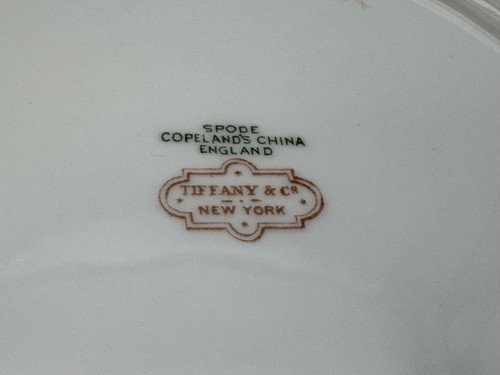 SPODE
COPELAND'S CHINA
ENGLAND
TIFFANY & Co
NEW YORK